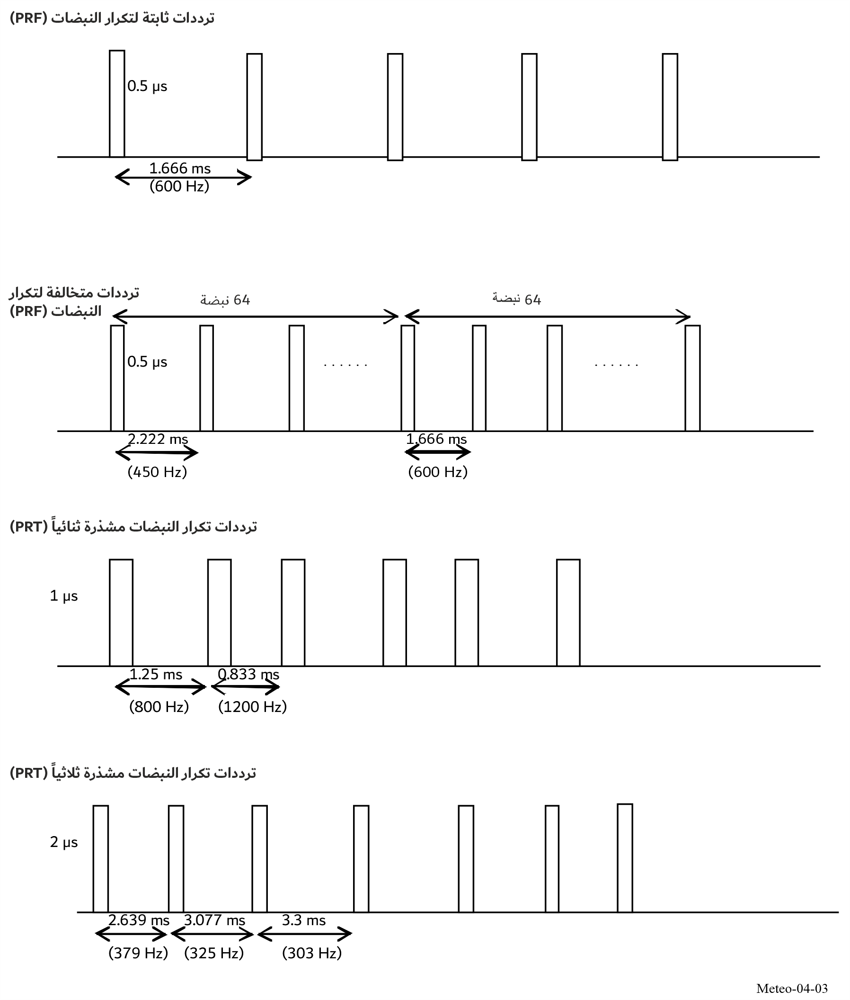 ترددات ثابتة لتكرار النبضات (PRF)
0.5 µs
1.666 ms
(600 Hz)
ترددات متخالفة لتكرار
النبضات (PRF)
64 نبضة
64 نبضة
0.5 µs
2.222 ms
(450 Hz)
1.666 ms
(600 Hz)
ترددات تكرار النبضات مشذرة ثنائياً (PRT)
1 µs
1.25 ms
(800 Hz)
0.833 ms
(1200 Hz)
ترددات تكرار النبضات مشذرة ثلاثياً (PRT)
2 µs
2.639 ms
(379 Hz)
3.077 ms
(325 Hz)
3.3 ms
(303 Hz)
Meteo-04-03